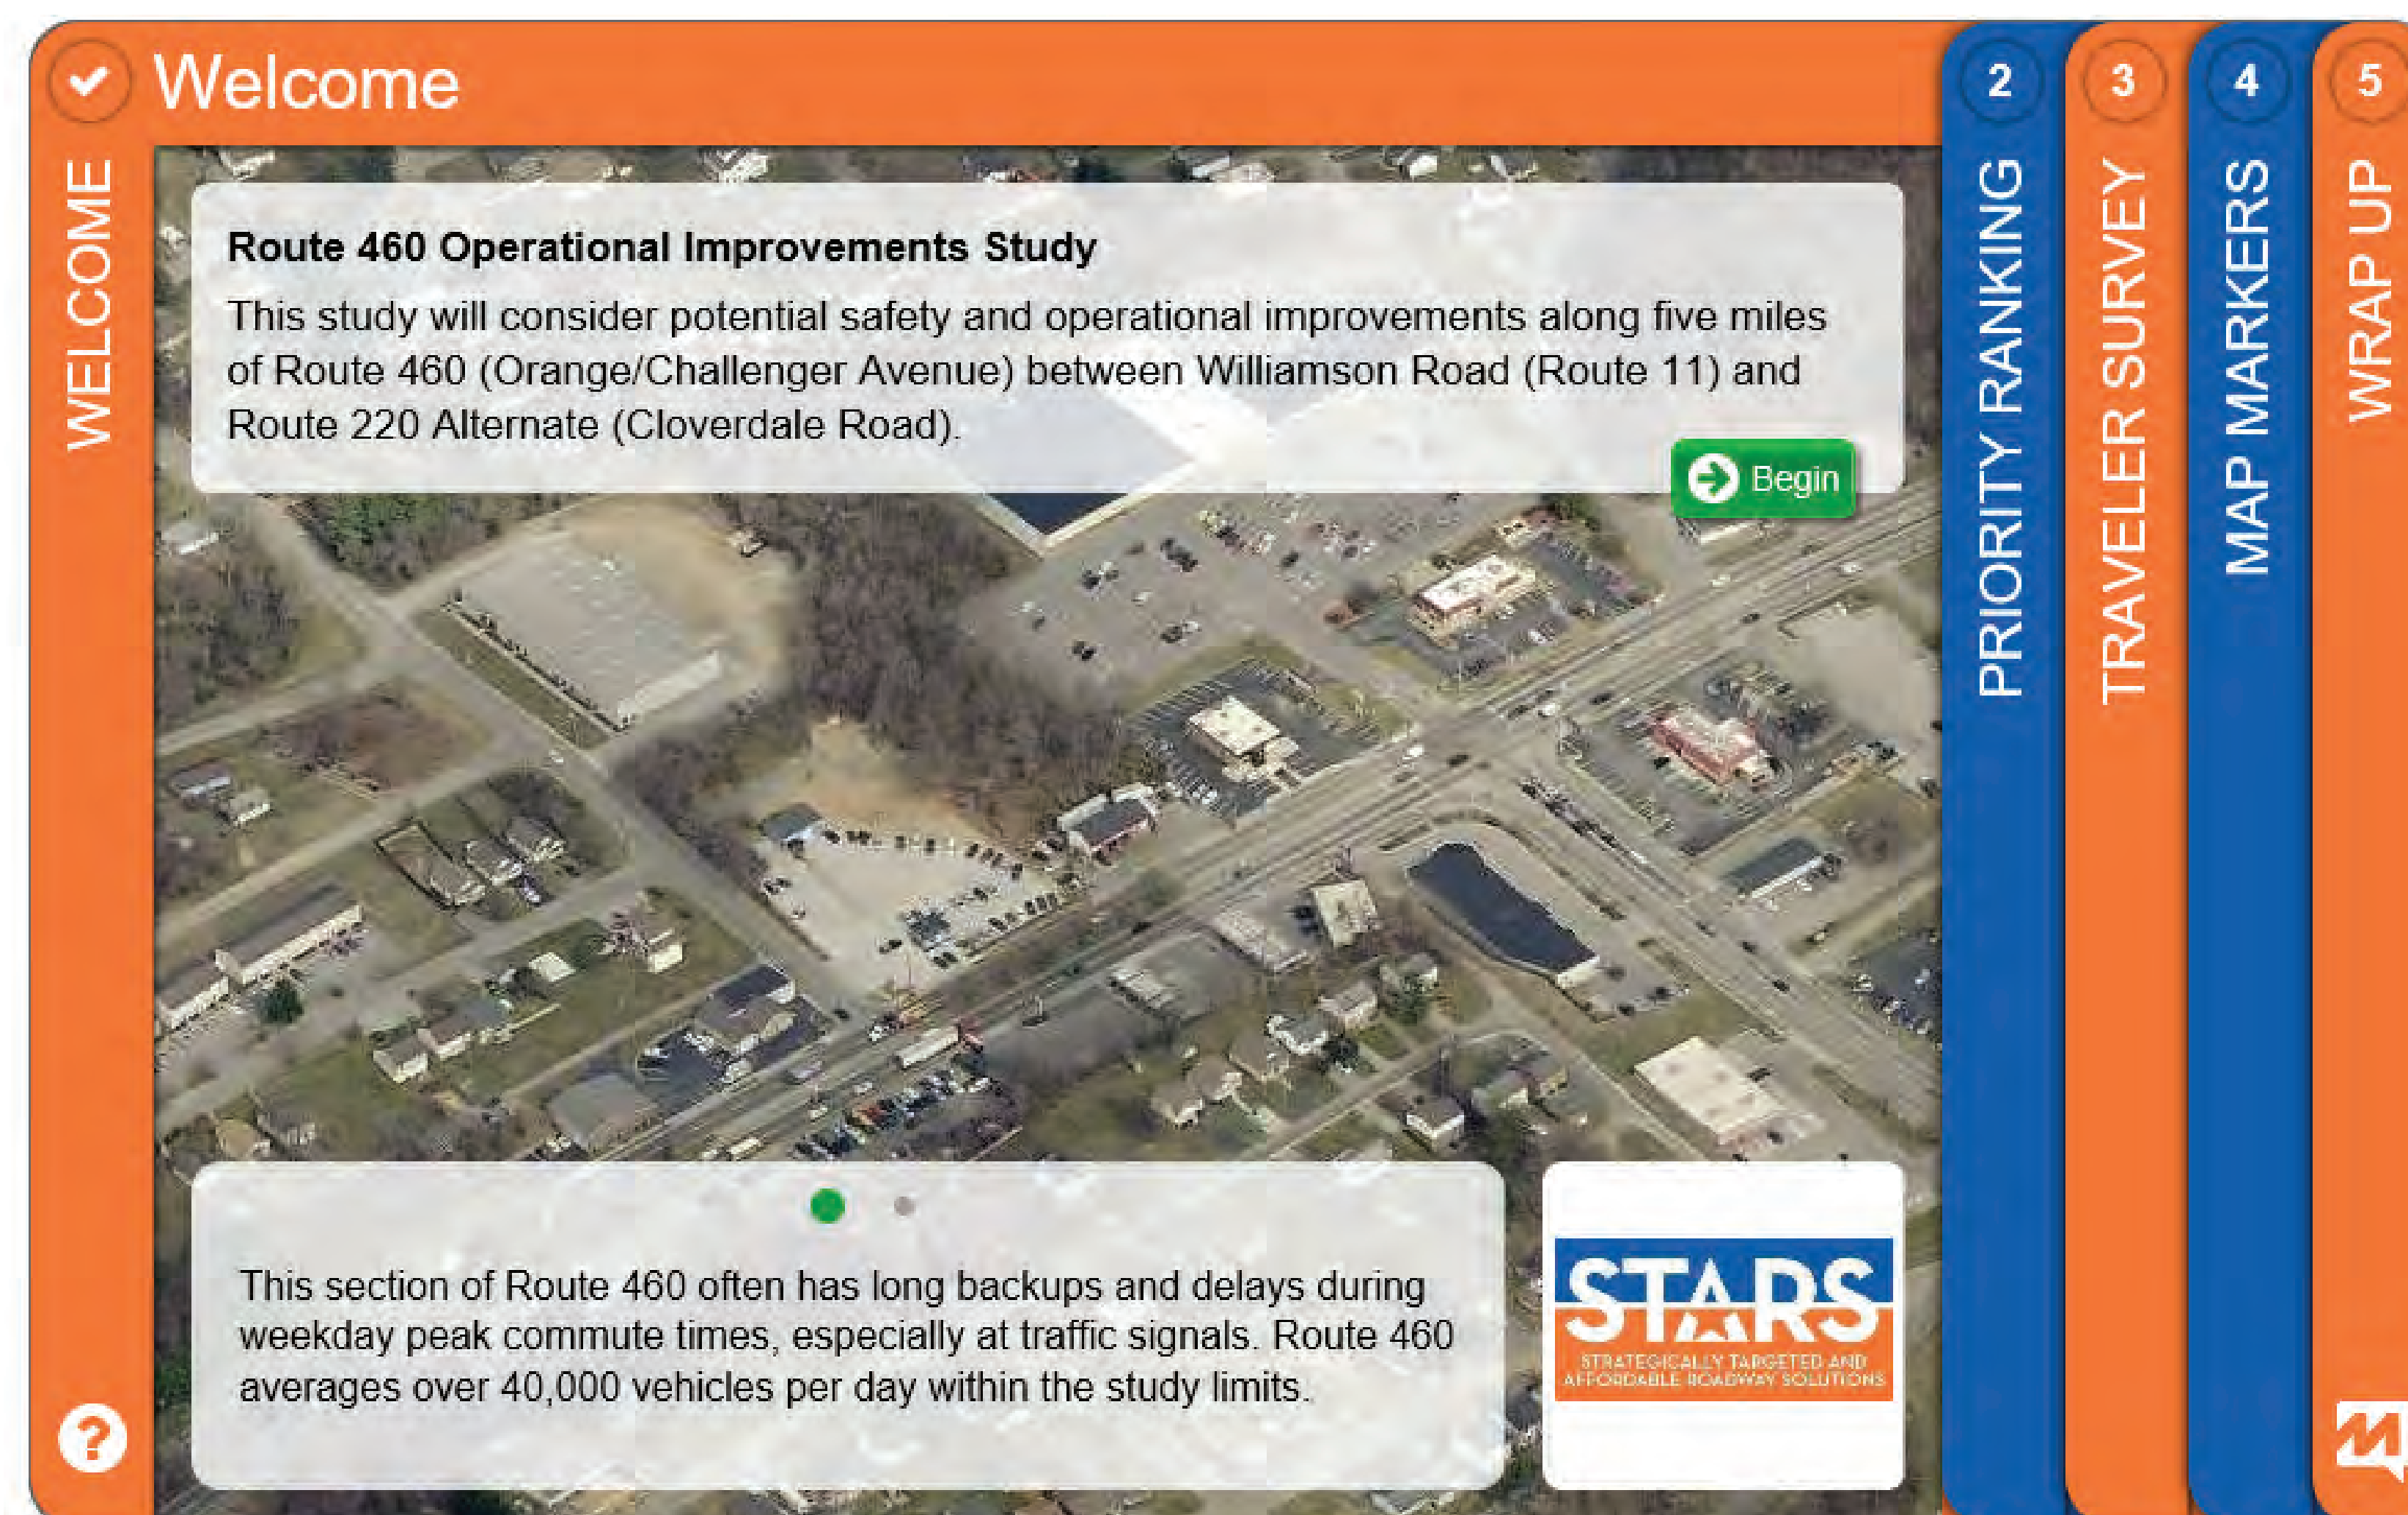 Welcome
WELCOME
Route 460 Operational Improvements Study
This study will consider potential safety and operational improvements along five miles
of Route 460 (Orange/Challenger Avenue) between Williamson Road (Route 11) and
Route 220 Alternate (Cloverdale Road).
Begin
This section of Route 460 often has long backups and delays during
weekday peak commute times, especially at traffic signals. Route 460
averages over 40,000 vehicles per day within the study limits.
STARS
STRATEGICALLY TARGETED AND
AFFORDABLE ROADWAY SOLUTIONS
?
2
PRIORITY RANKING
3
TRAVELER SURVEY
4
MAP MARKERS
5
WRAP UP
M